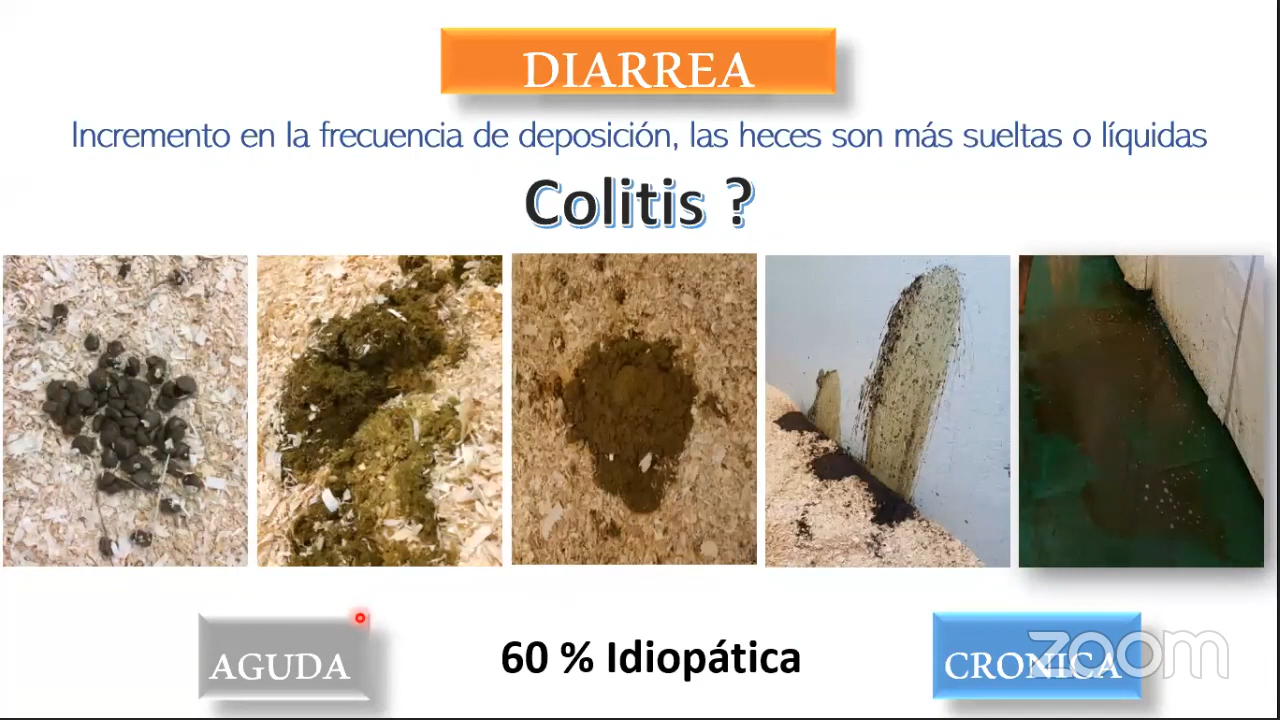 DIARREA
Incremento en la frecuencia de deposición, las heces son más sueltas o líquidas
Colitis ?
AGUDA
60 % Idiopática
CRONICA
zoom